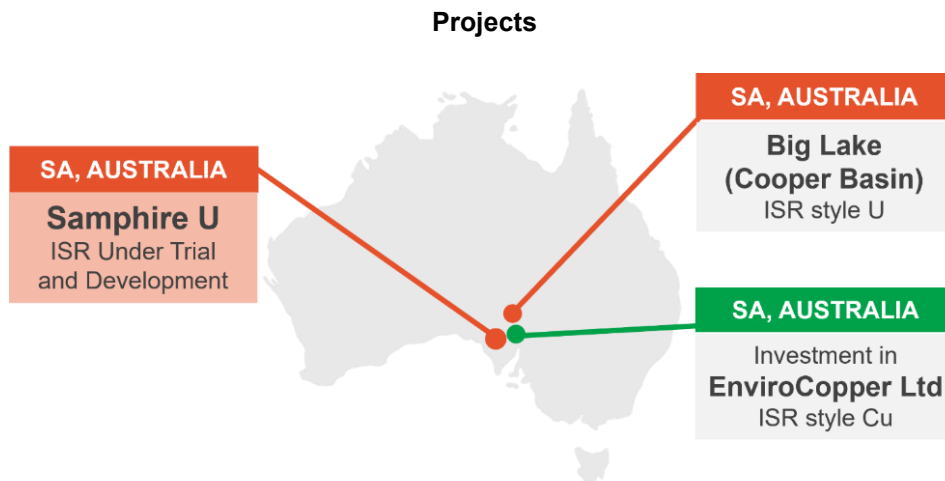 Projects
SA, AUSTRALIA
Samphire U
ISR Under Trial
and Development
SA, AUSTRALIA
Big Lake
(Cooper Basin)
ISR style U
SA, AUSTRALIA
Investment in
EnviroCopper Ltd
ISR style Cu